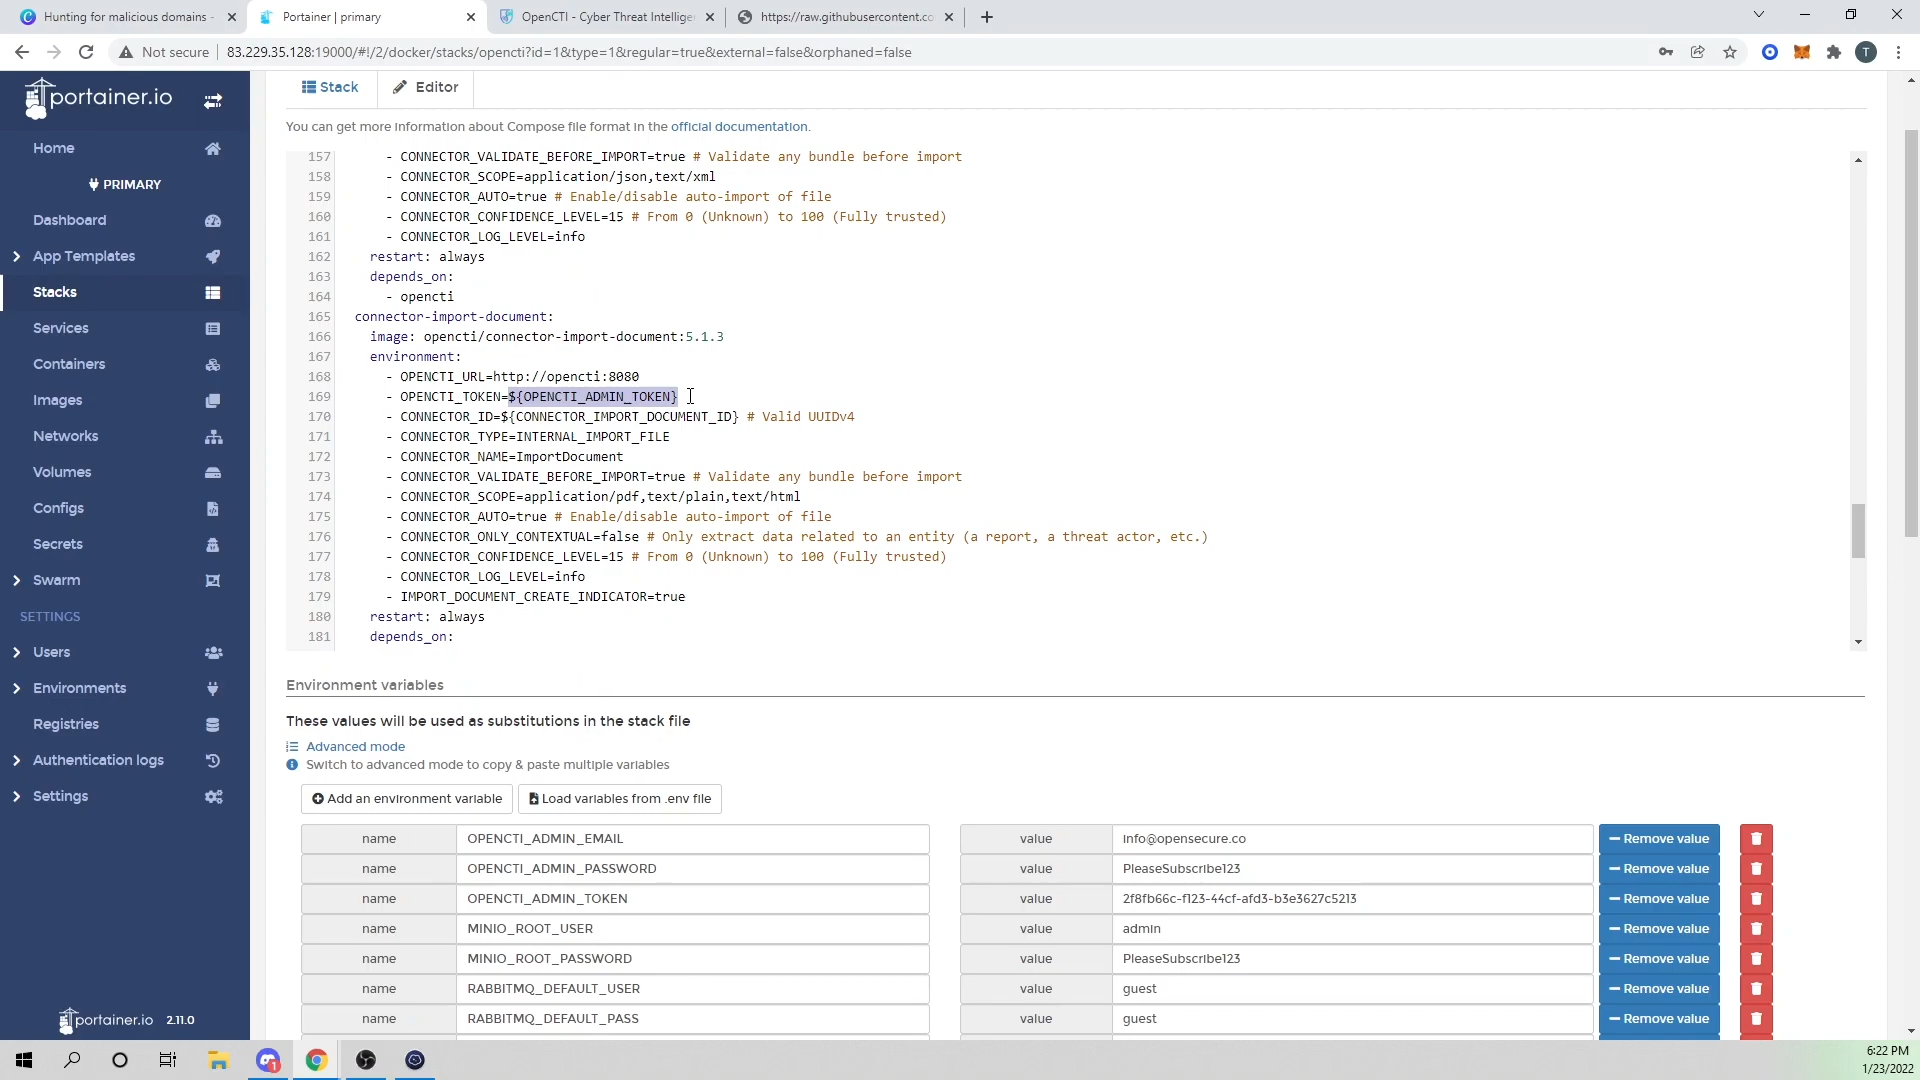 Hunting for malicious domains -
Portainer | primary
OpenCTI - Cyber Threat Intellige
https://raw.githubusercontent.co
Not secure
83.229.35.128:19000/#!/2/docker/stacks/opencti?id=1&type=1&regular=true&external=false&orphaned=false
T
portainer.io
Home
PRIMARY
Dashboard
App Templates
Stacks
Services
Containers
Images
Networks
Volumes
Configs
Secrets
Swarm
SETTINGS
Users
Environments
Registries
Authentication logs
Settings
portainer.io 2.11.0
Stack
Editor
You can get more information about Compose file format in the official documentation.
157 - CONNECTOR_VALIDATE_BEFORE_IMPORT=true # Validate any bundle before import
158 - CONNECTOR_SCOPE=application/json,text/xml
159 - CONNECTOR_AUTO=true # Enable/disable auto-import of file
160 - CONNECTOR_CONFIDENCE_LEVEL=15 # From 0 (Unknown) to 100 (Fully trusted)
161 - CONNECTOR_LOG_LEVEL=info
162 restart: always
163 depends_on:
164 - opencti
165 connector-import-document:
166 image: opencti/connector-import-document:5.1.3
167 environment:
168 - OPENCTI_URL=http://opencti:8080
169 - OPENCTI_TOKEN=${OPENCTI_ADMIN_TOKEN}
170 - CONNECTOR_ID=${CONNECTOR_IMPORT_DOCUMENT_ID} # Valid UUIDv4
171 - CONNECTOR_TYPE=INTERNAL_IMPORT_FILE
172 - CONNECTOR_NAME=ImportDocument
173 - CONNECTOR_VALIDATE_BEFORE_IMPORT=true # Validate any bundle before import
174 - CONNECTOR_SCOPE=application/pdf,text/plain,text/html
175 - CONNECTOR_AUTO=true # Enable/disable auto-import of file
176 - CONNECTOR_ONLY_CONTEXTUAL=false # Only extract data related to an entity (a report, a threat actor, etc.)
177 - CONNECTOR_CONFIDENCE_LEVEL=15 # From 0 (Unknown) to 100 (Fully trusted)
178 - CONNECTOR_LOG_LEVEL=info
179 - IMPORT_DOCUMENT_CREATE_INDICATOR=true
180 restart: always
181 depends_on:
Environment variables
These values will be used as substitutions in the stack file
Advanced mode
Switch to advanced mode to copy & paste multiple variables
Add an environment variable
Load variables from .env file
name OPENCTI_ADMIN_EMAIL value info@opensecure.co Remove value
name OPENCTI_ADMIN_PASSWORD value PleaseSubscribe123 Remove value
name OPENCTI_ADMIN_TOKEN value 2f8fb66c-f123-44cf-afd3-b3e3627c5213 Remove value
name MINIO_ROOT_USER value admin Remove value
name MINIO_ROOT_PASSWORD value PleaseSubscribe123 Remove value
name RABBITMQ_DEFAULT_USER value guest Remove value
name RABBITMQ_DEFAULT_PASS value guest Remove value
1
6:22 PM
1/23/2022